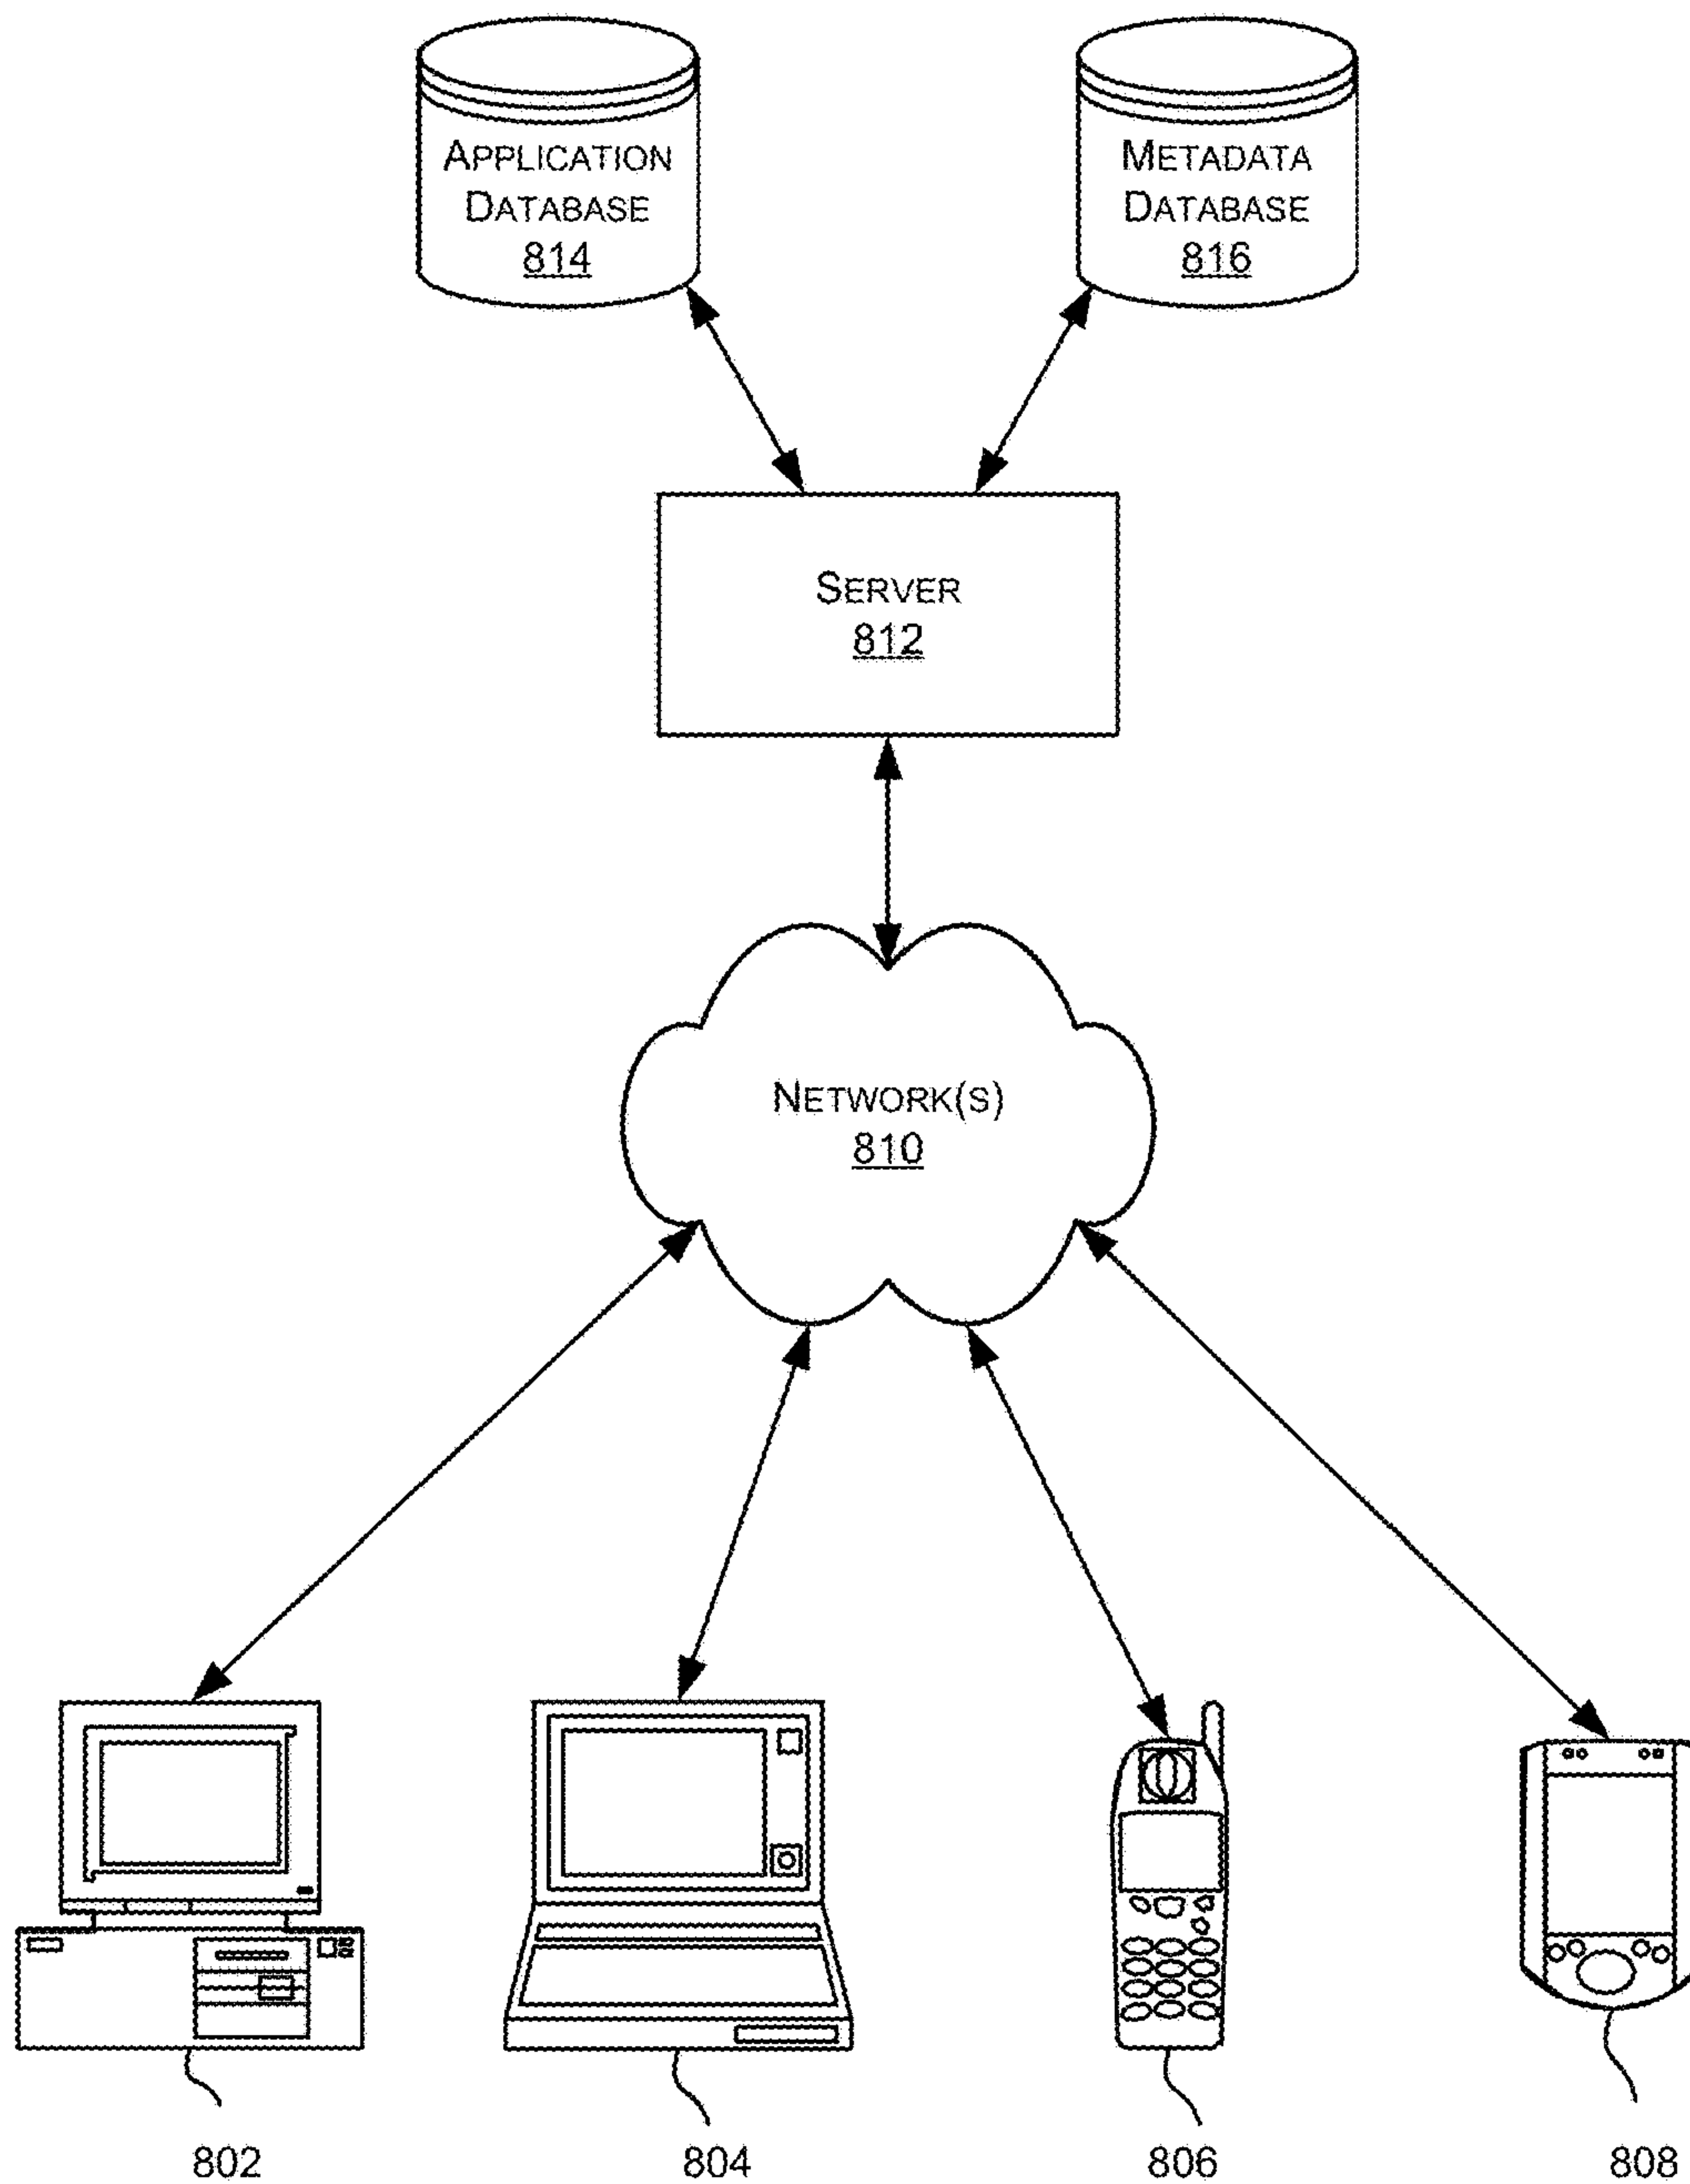 APPLICATION
DATABASE
814
METADATA
DATABASE
816
SERVER
812
NETWORK(S)
810
802
804
806
808